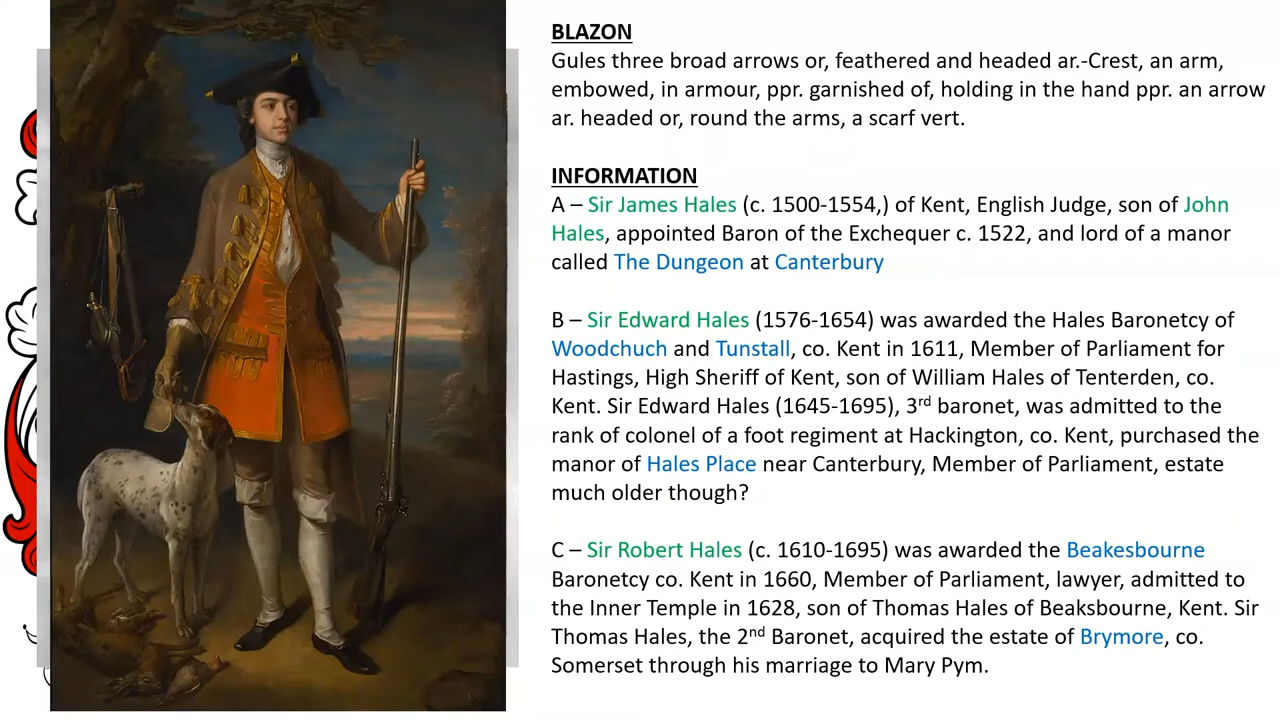 BLAZON
Gules three broad arrows or, feathered and headed ar.-Crest, an arm,
embowed, in armour, ppr. garnished of, holding in the hand ppr. an arrow
ar. headed or, round the arms, a scarf vert.
INFORMATION
A – Sir James Hales (c. 1500-1554,) of Kent, English Judge, son of John
Hales, appointed Baron of the Exchequer c. 1522, and lord of a manor
called The Dungeon at Canterbury
B – Sir Edward Hales (1576-1654) was awarded the Hales Baronetcy of
Woodchuch and Tunstall, co. Kent in 1611, Member of Parliament for
Hastings, High Sheriff of Kent, son of William Hales of Tenterden, co.
Kent. Sir Edward Hales (1645-1695), 3rd baronet, was admitted to the
rank of colonel of a foot regiment at Hackington, co. Kent, purchased the
manor of Hales Place near Canterbury, Member of Parliament, estate
much older though?
C – Sir Robert Hales (c. 1610-1695) was awarded the Beakesbourne
Baronetcy co. Kent in 1660, Member of Parliament, lawyer, admitted to
the Inner Temple in 1628, son of Thomas Hales of Beaksbourne, Kent. Sir
Thomas Hales, the 2nd Baronet, acquired the estate of Brymore, co.
Somerset through his marriage to Mary Pym.